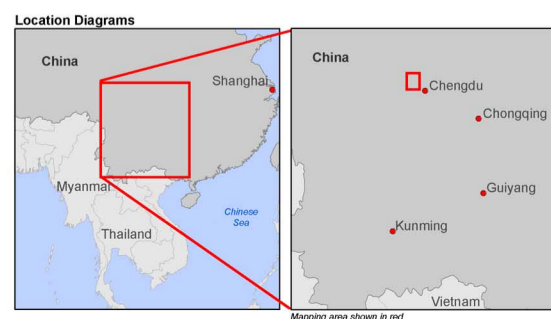 Location Diagrams
China
Shanghai
Myanmar
Thailand
Chinese
Sea
China
Chengdu
Chongqing
Guiyang
Kunming
Vietnam
Mapping area shown in red